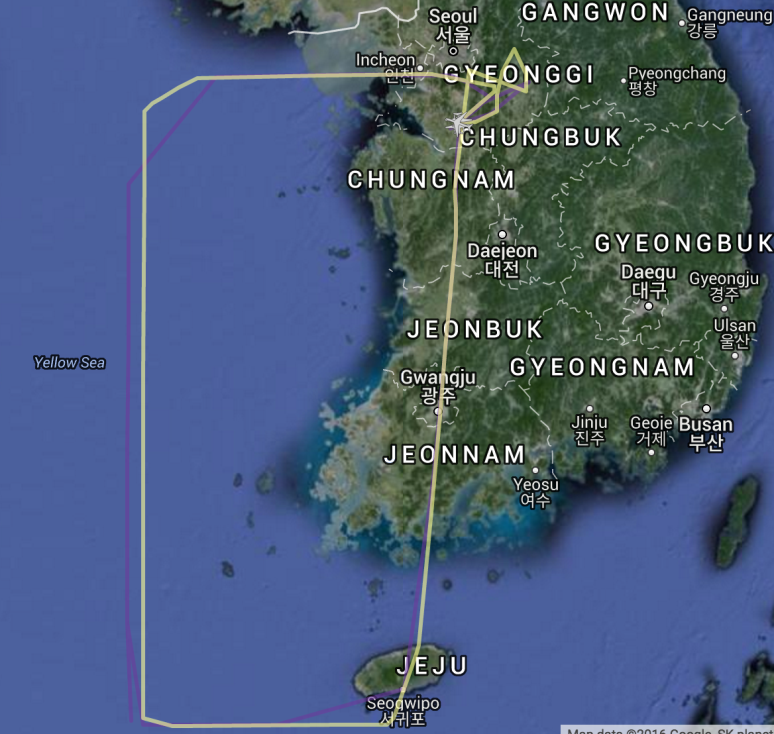 Seoul
서울
GANGWON
Gangneung
강릉
Incheon
인천
GYEONGGI
Pyeongchang
평창
CHUNGBUK
CHUNGNAM
Daejeon
대전
GYEONGBUK
Daegu
대구
Gyeongju
경주
Ulsan
울산
JEONBUK
Yellow Sea
GYEONGNAM
Gwangju
광주
Jinju
진주
Geoje
거제
Busan
부산
JEONNAM
Yeosu
여수
JEJU
Seogwipo
서귀포
Map data ©2016 Google, SK planet